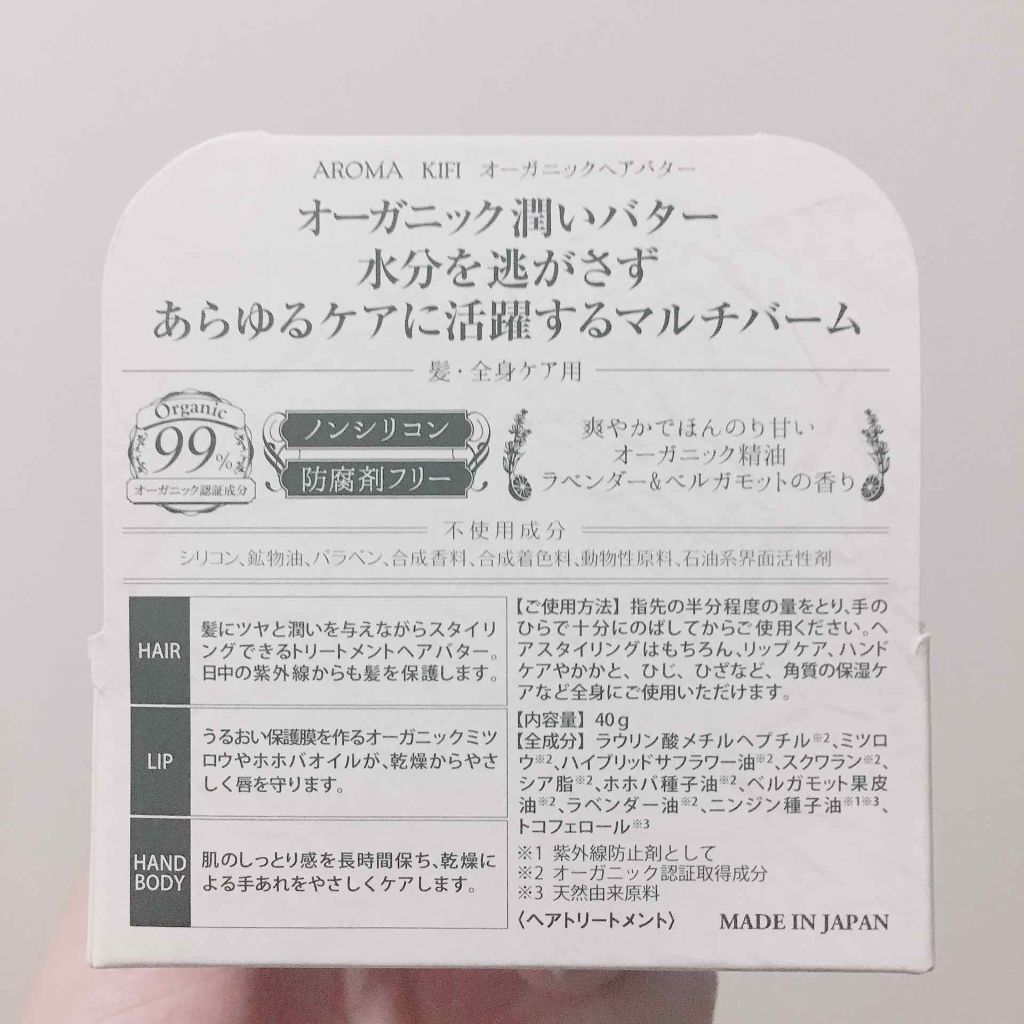 AROMA KIFI オーガニックヘアバター
オーガニック潤いバター
水分を逃がさず
あらゆるケアに活躍するマルチバーム
髪・全身ケア用
Organic
99%
オーガニック認証成分
ノンシリコン
防腐剤フリー
爽やかでほんのり甘い
オーガニック精油
ラベンダー&ベルガモットの香り
不使用成分
シリコン、鉱物油、パラベン、合成香料、合成着色料、動物性原料、石油系界面活性剤
HAIR
髪にツヤと潤いを与えながらスタイリ
ングできるトリートメントヘアバター。
日中の紫外線からも髪を保護します。
LIP
うるおい保護膜を作るオーガニックミツ
ロウやホホバオイルが、乾燥からやさ
しく唇を守ります。
HAND
BODY
肌のしっとり感を長時間保ち、乾燥に
よる手あれをやさしくケアします。
【ご使用方法】指先の半分程度の量をとり、手の
ひらで十分にのばしてからご使用ください。ヘ
アスタイリングはもちろん、リップケア、ハンド
ケアやかかと、ひじ、ひざなど、角質の保湿ケ
アなど全身にご使用いただけます。
【内容量】40g
【全成分】ラウリン酸メチルヘプチル※2、ミツロ
ウ※2、ハイブリッドサフラワー油※2、スクワラン※2、
シア脂※2、ホホバ種子油※2、ベルガモット果皮
油※2、ラベンダー油※2、ニンジン種子油※1※3、
トコフェロール※3
※1 紫外線防止剤として
※2 オーガニック認証取得成分
※3 天然由来原料
〈ヘアトリートメント〉 MADE IN JAPAN